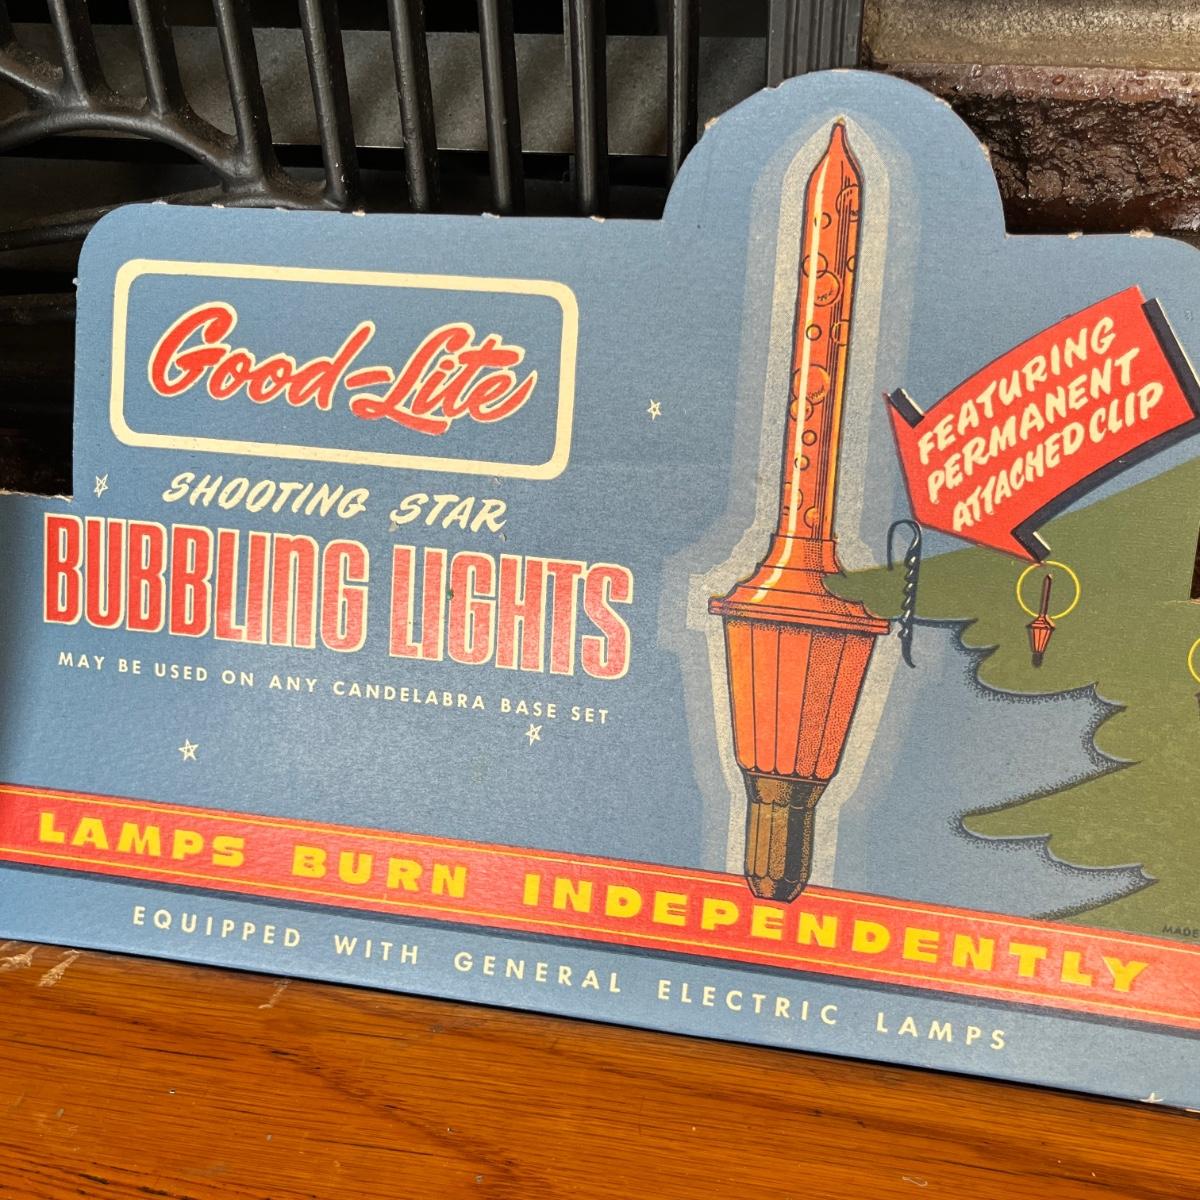 Good-Lite
SHOOTING STAR
BUBBLING LIGHTS
MAY BE USED ON ANY CANDELABRA BASE SET
FEATURING
PERMANENT
ATTACHED CLIP
LAMPS BURN INDEPENDENTLY
MADE
EQUIPPED WITH GENERAL ELECTRIC LAMPS